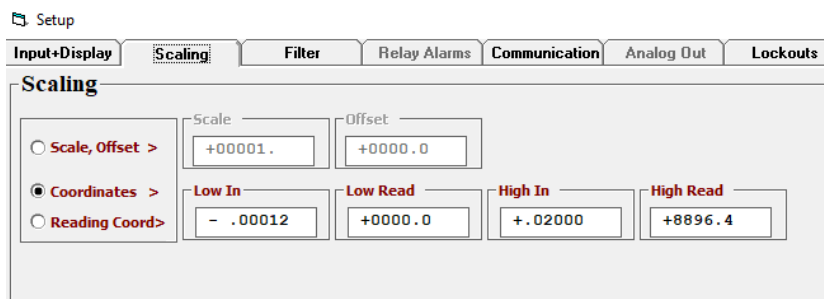 Setup
Input+Display Scaling Filter Relay Alarms Communication Analog Out Lockouts
Scaling
Scale Offset
Scale, Offset > +00001. +0000.0
Low In Low Read High In High Read
Coordinates >
Reading Coord> - .00012 +0000.0 +.02000 +8896.4